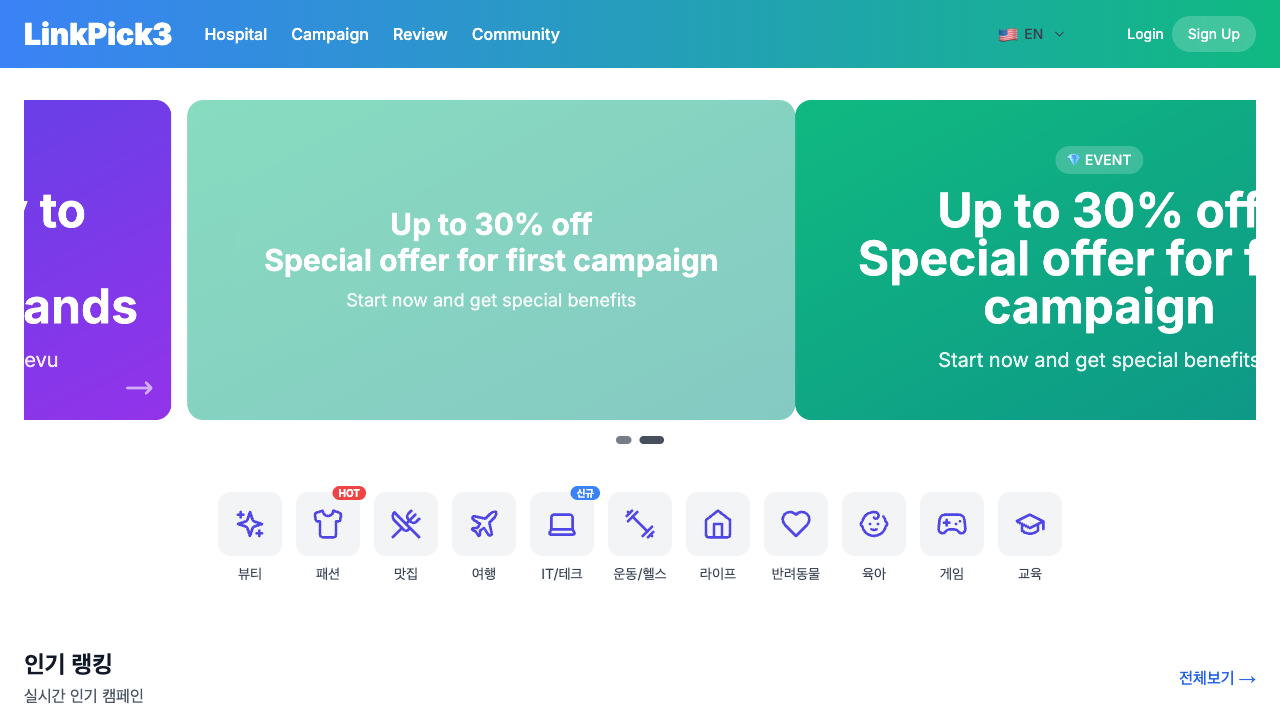 LinkPick3
Hospital
Campaign
Review
Community
EN
Login
Sign Up
to
ands
evu
Up to 30% off
Special offer for first campaign
Start now and get special benefits
EVENT
Up to 30% off
Special offer for f
campaign
Start now and get special benefits
HOT
신규
뷰티
패션
맛집
여행
IT/테크
운동/헬스
라이프
반려동물
육아
게임
교육
인기 랭킹
실시간 인기 캠페인
전체보기 →